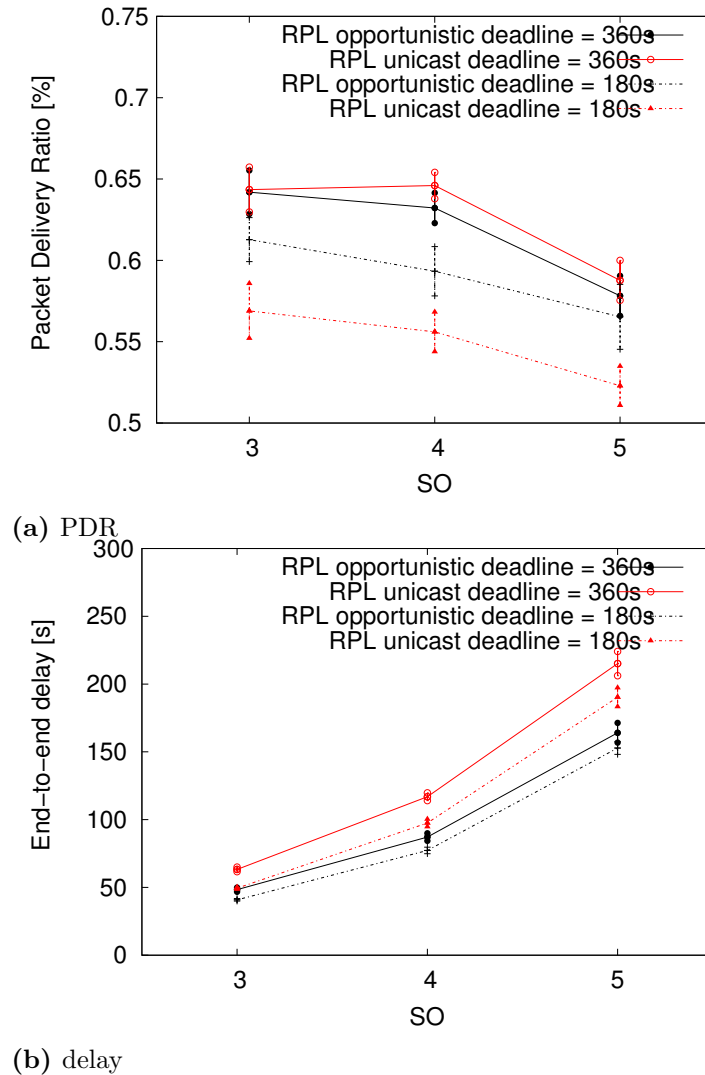 0.75
RPL opportunistic deadline = 360s
RPL unicast deadline = 360s
RPL opportunistic deadline = 180s
RPL unicast deadline = 180s
0.7
0.65
0.6
0.55
0.5
Packet Delivery Ratio [%]
3 4 5
SO
(a) PDR
300
RPL opportunistic deadline = 360s
RPL unicast deadline = 360s
RPL opportunistic deadline = 180s
RPL unicast deadline = 180s
250
200
150
100
50
0
End-to-end delay [s]
3 4 5
SO
(b) delay